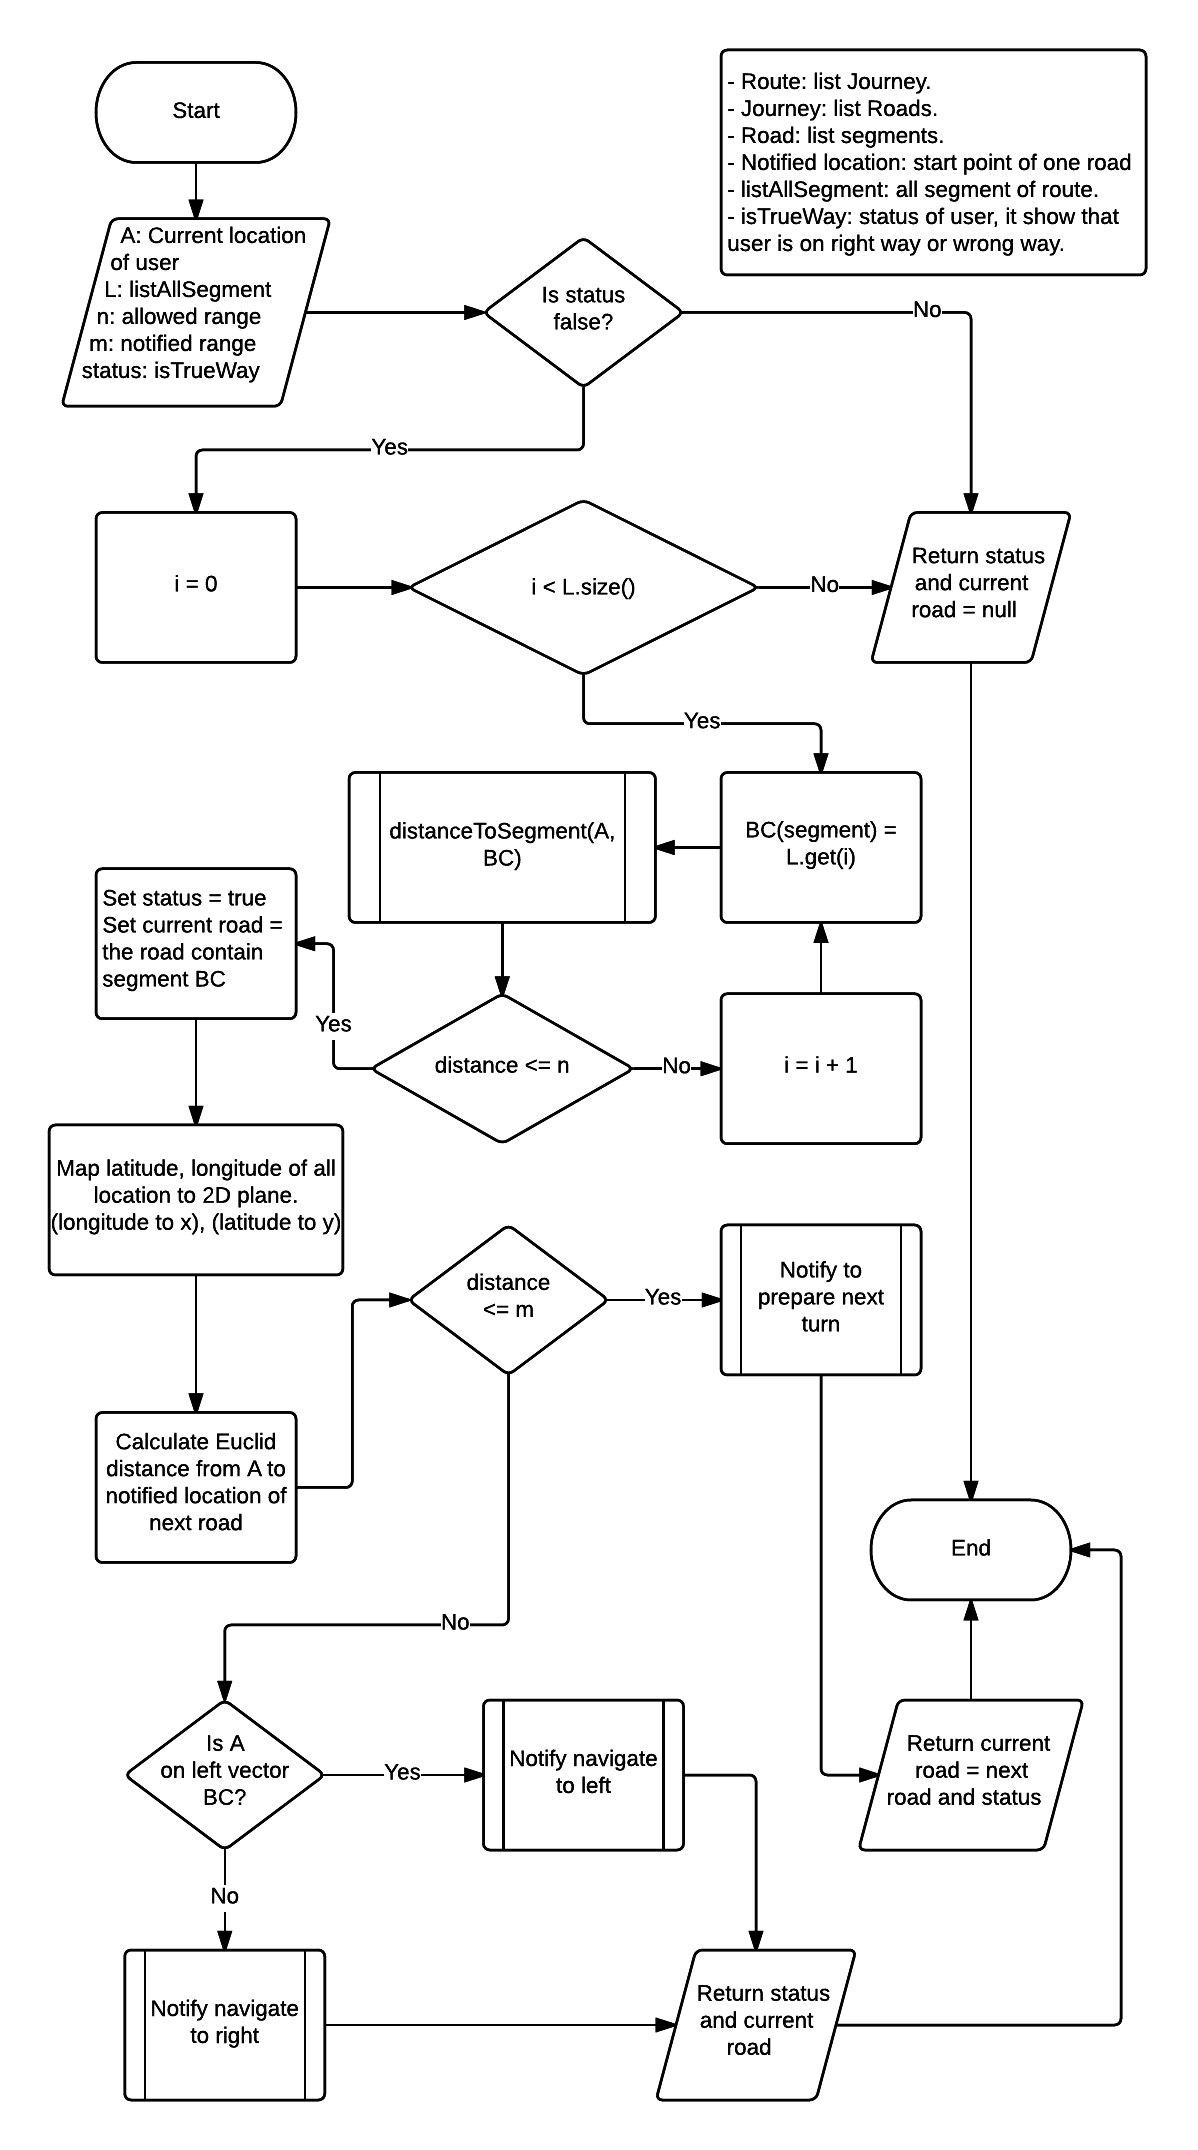 Start
- Route: list Journey.
- Journey: list Roads.
- Road: list segments.
- Notified location: start point of one road
- listAllSegment: all segment of route.
- isTrueWay: status of user, it show that
user is on right way or wrong way.
A: Current location
of user
L: listAllSegment
n: allowed range
m: notified range
status: isTrueWay
Is status
false?
No
Yes
i = 0
i < L.size()
No
Return status
and current
road = null
Yes
distanceToSegment(A,
BC)
BC(segment) =
L.get(i)
Set status = true
Set current road =
the road contain
segment BC
Yes
distance <= n
No
i = i + 1
Map latitude, longitude of all
location to 2D plane.
(longitude to x), (latitude to y)
distance
<= m
Yes
Notify to
prepare next
turn
Calculate Euclid
distance from A to
notified location of
next road
End
No
Is A
on left vector
BC?
Yes
Notify navigate
to left
Return current
road = next
road and status
No
Notify navigate
to right
Return status
and current
road